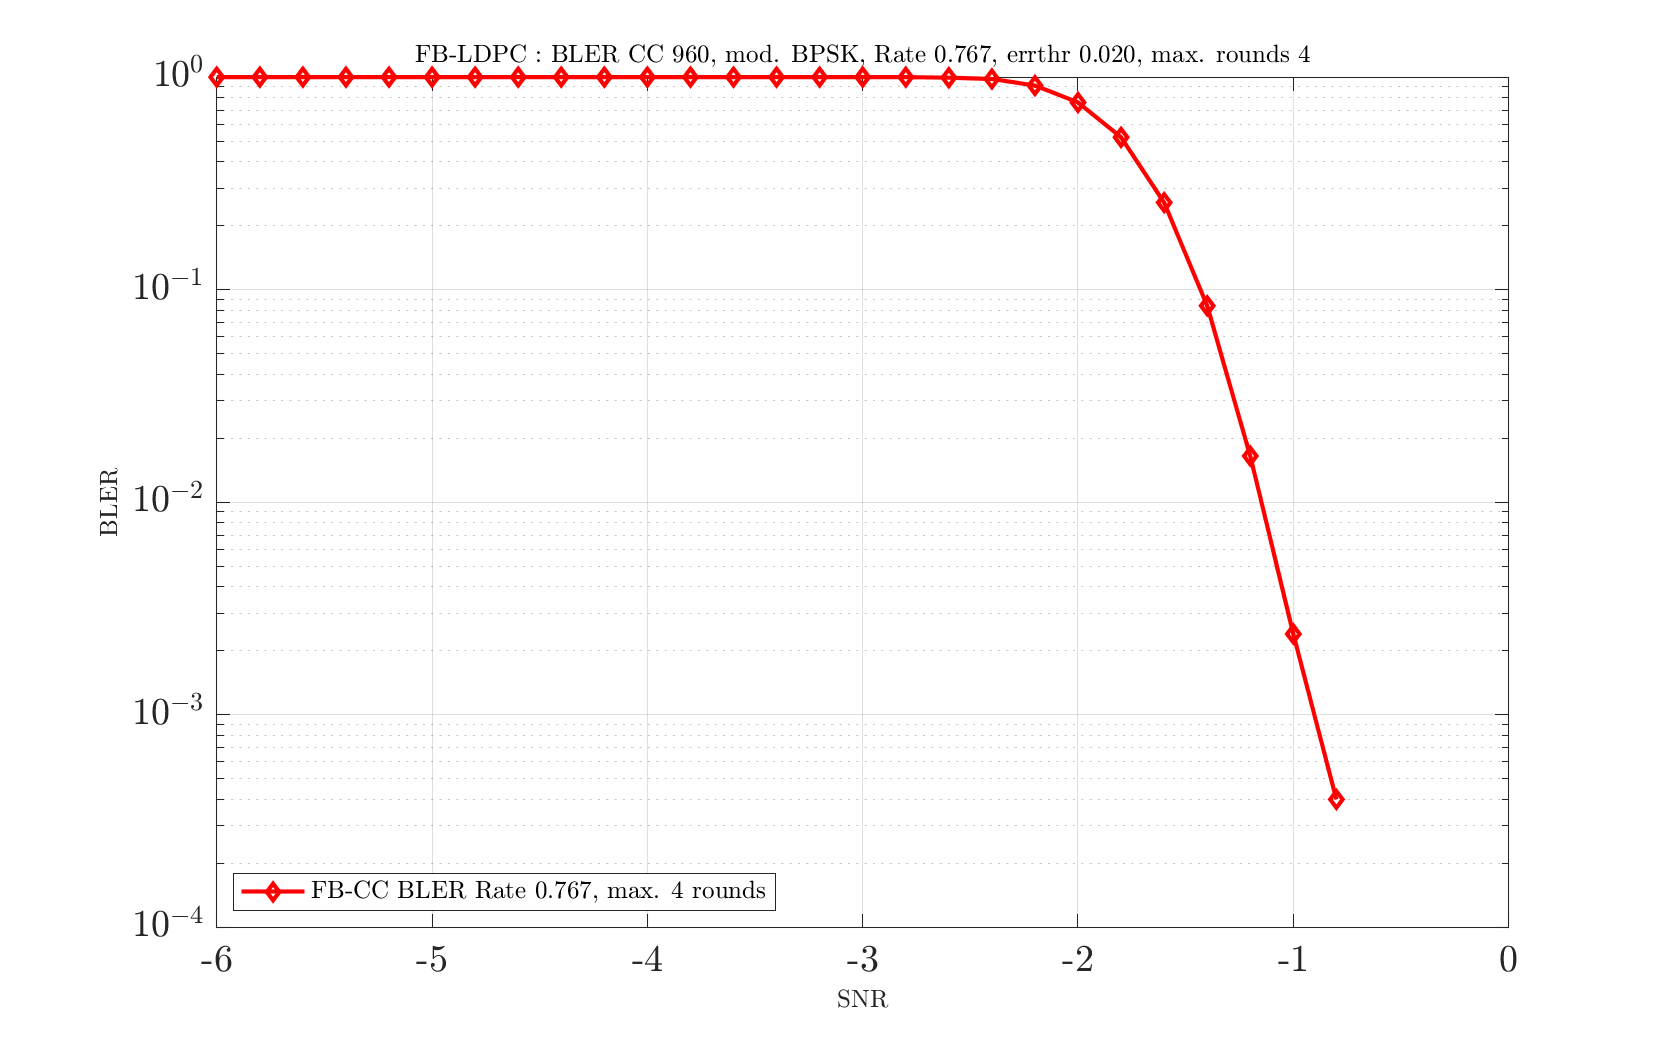 FB-LDPC : BLER CC 960, mod. BPSK, Rate 0.767, errthr 0.020, max. rounds 4
10^0
10^-1
10^-2
10^-3
10^-4
BLER
FB-CC BLER Rate 0.767, max. 4 rounds
-6 -5 -4 -3 -2 -1 0
SNR